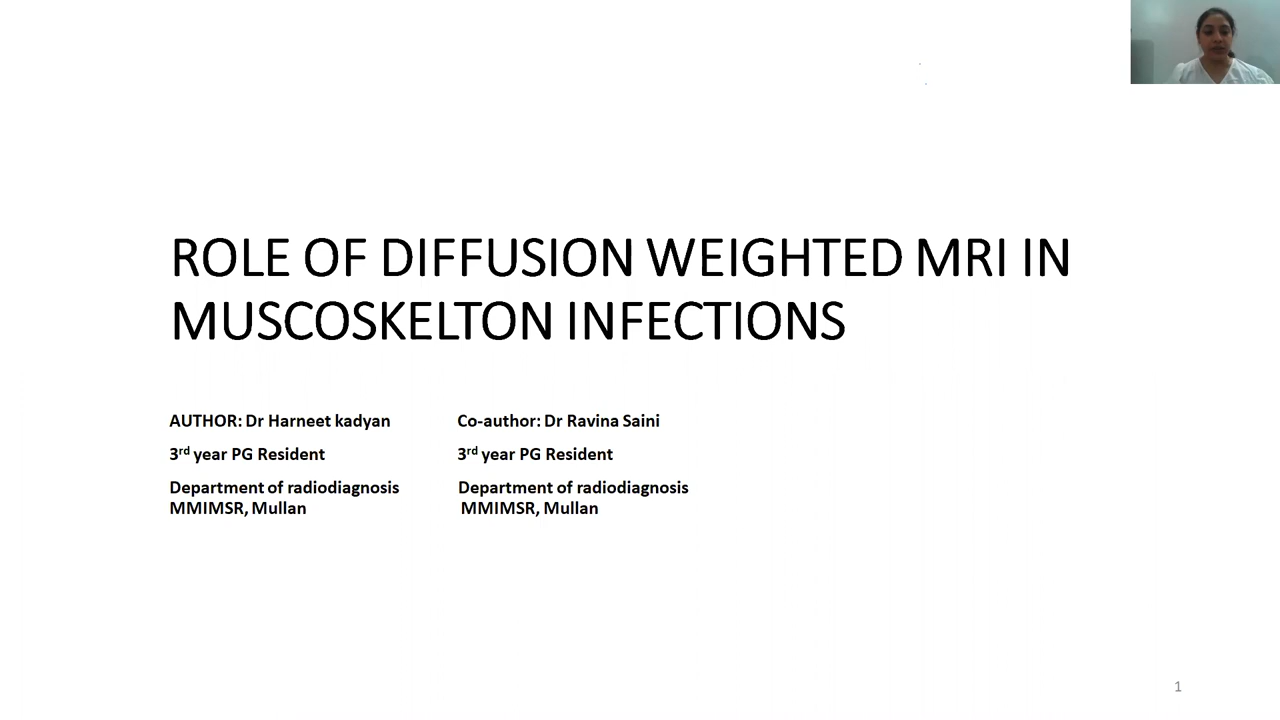 ROLE OF DIFFUSION WEIGHTED MRI IN
MUSCOSKELTON INFECTIONS
AUTHOR: Dr Harneet kadyan
3rd year PG Resident
Department of radiodiagnosis
MMIMSR, Mullan
Co-author: Dr Ravina Saini
3rd year PG Resident
Department of radiodiagnosis
MMIMSR, Mullan
1